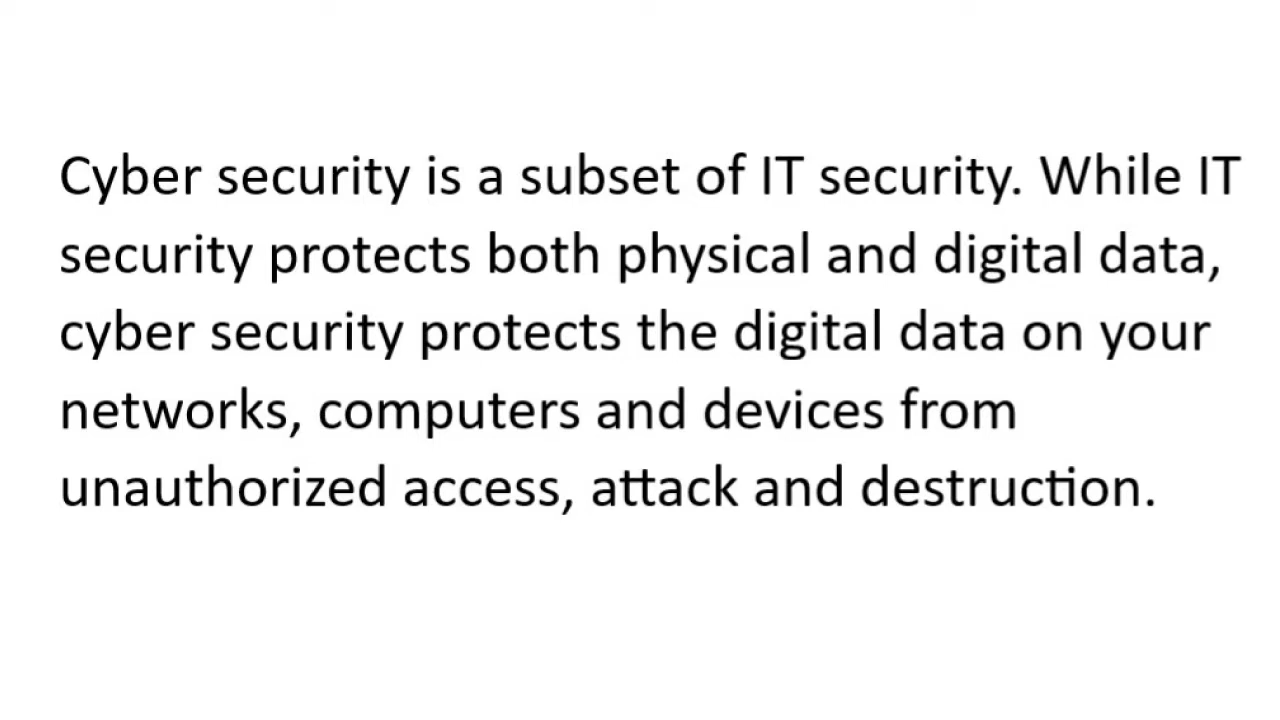 Cyber security is a subset of IT security. While IT
security protects both physical and digital data,
cyber security protects the digital data on your
networks, computers and devices from
unauthorized access, attack and destruction.